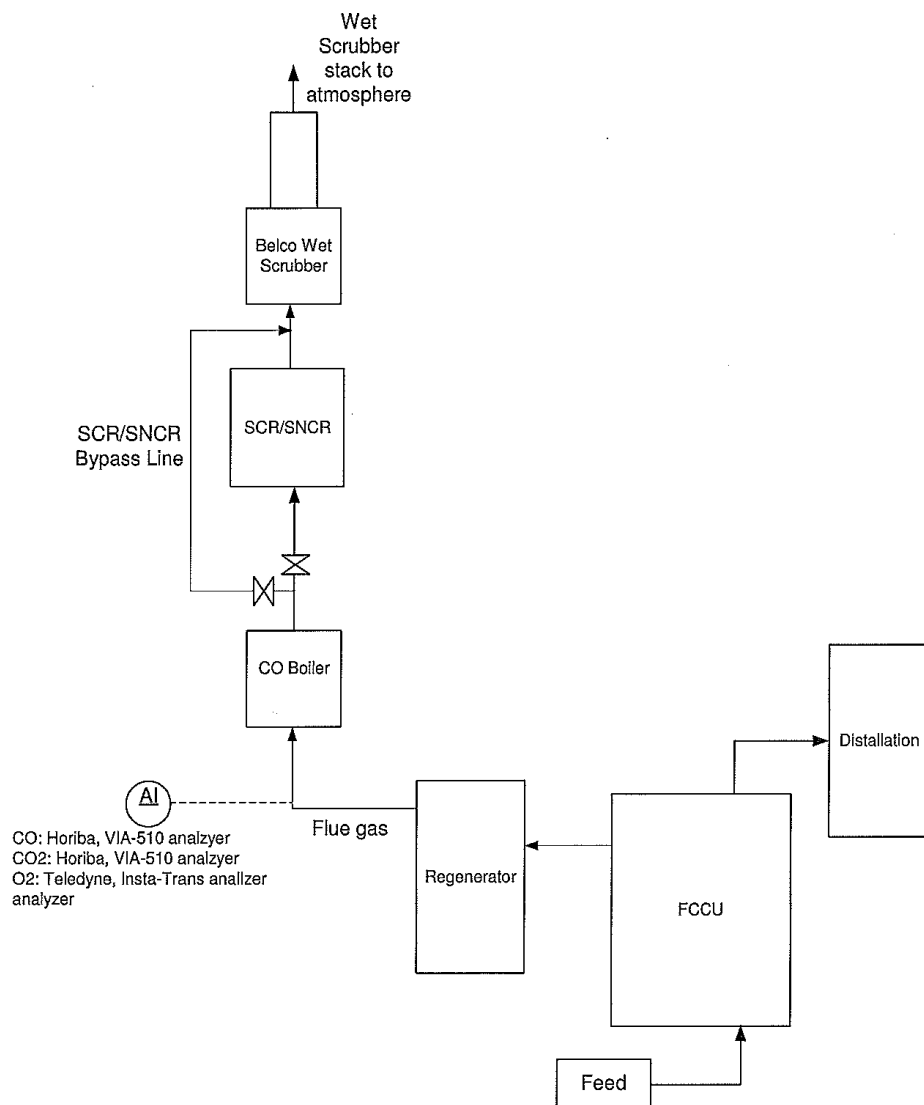 Wet
Scrubber
stack to
atmosphere
Belco Wet
Scrubber
SCR/SNCR
SCR/SNCR
Bypass Line
CO Boiler
Distallation
AI
Flue gas
CO: Horiba, VIA-510 analzyer
CO2: Horiba, VIA-510 analzyer
O2: Teledyne, Insta-Trans analizer
analyzer
Regenerator
FCCU
Feed